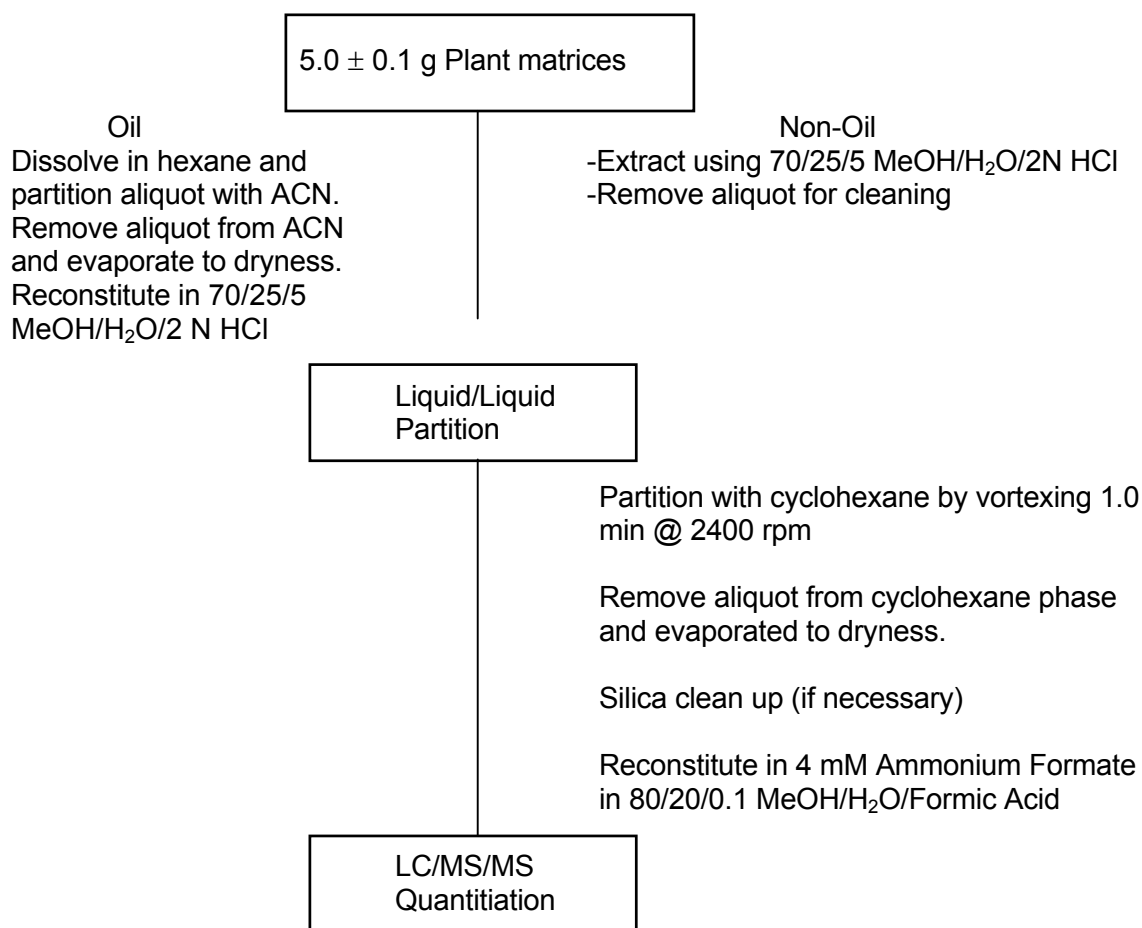 5.0 ± 0.1 g Plant matrices
Oil
Dissolve in hexane and
partition aliquot with ACN.
Remove aliquot from ACN
and evaporate to dryness.
Reconstitute in 70/25/5
MeOH/H₂O/2 N HCl
Non-Oil
-Extract using 70/25/5 MeOH/H₂O/2N HCl
-Remove aliquot for cleaning
Liquid/Liquid
Partition
Partition with cyclohexane by vortexing 1.0
min @ 2400 rpm
Remove aliquot from cyclohexane phase
and evaporated to dryness.
Silica clean up (if necessary)
Reconstitute in 4 mM Ammonium Formate
in 80/20/0.1 MeOH/H₂O/Formic Acid
LC/MS/MS
Quantitiation